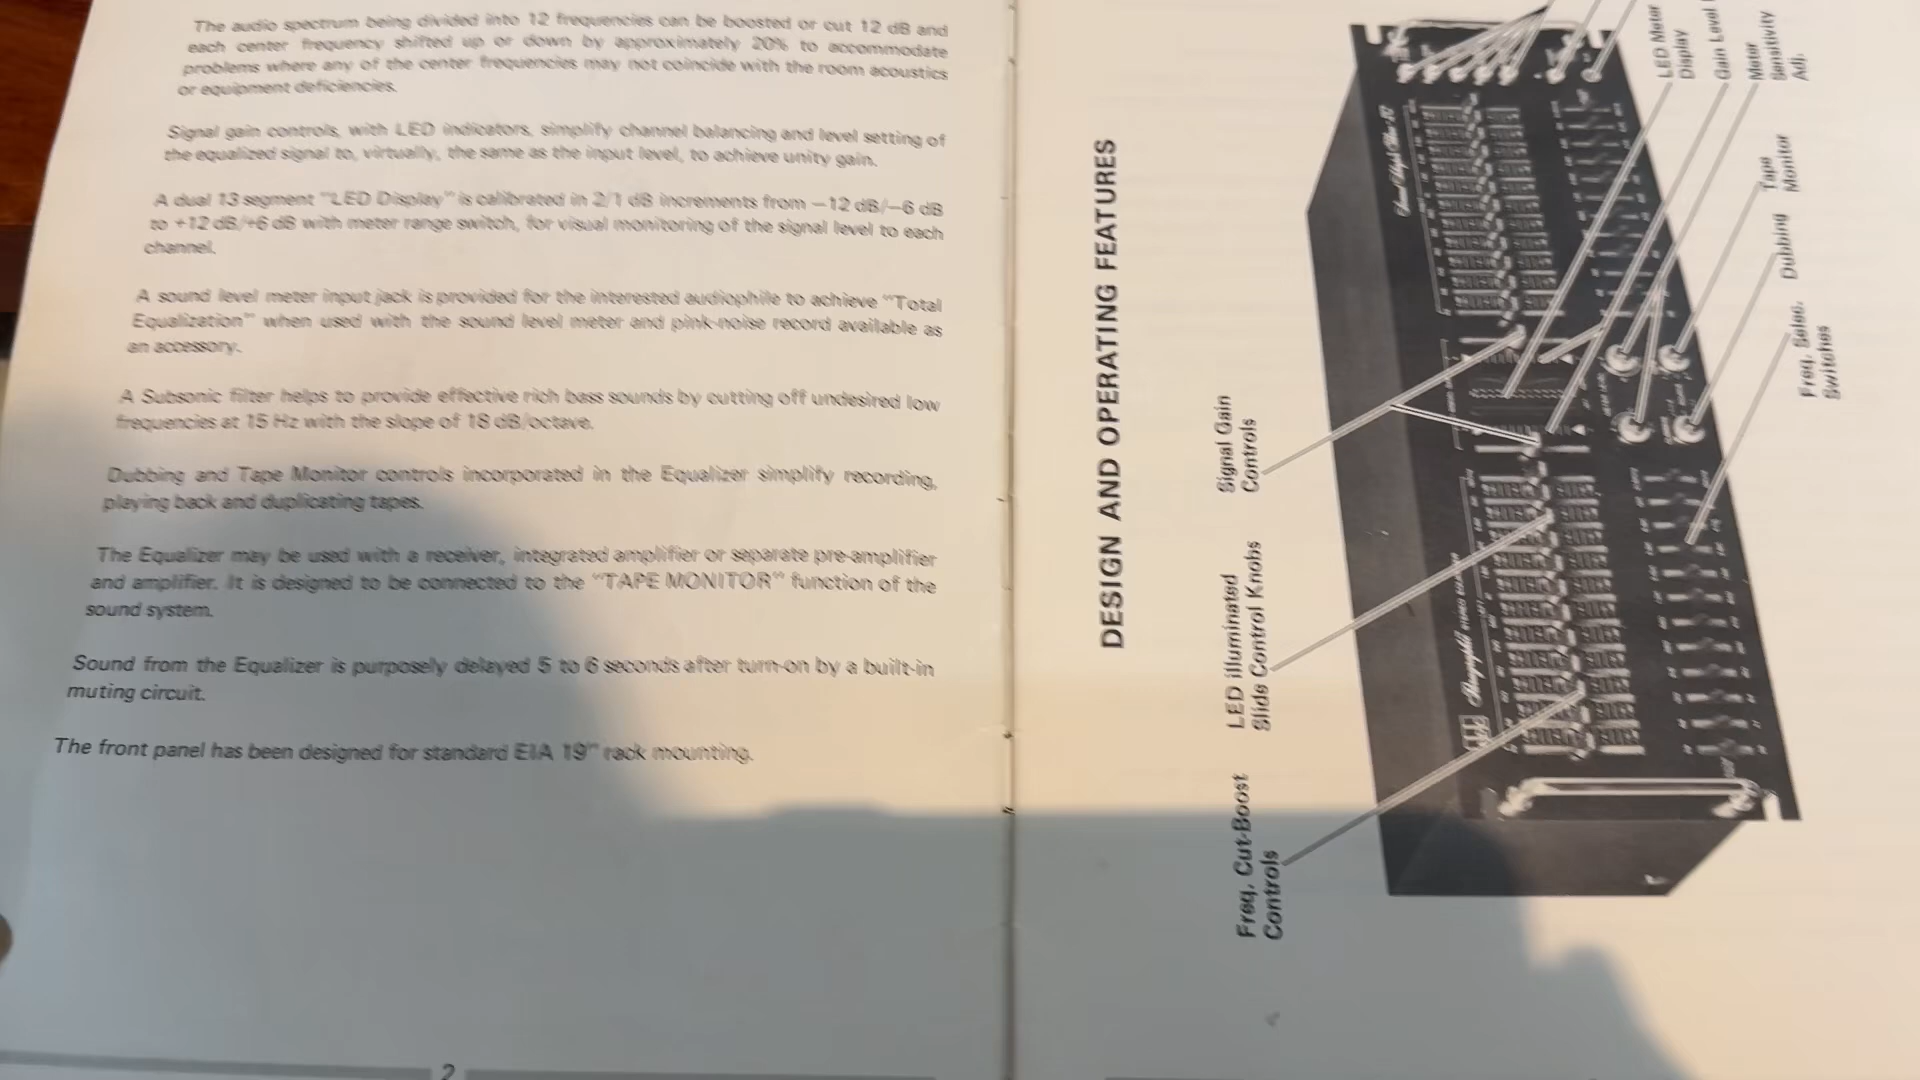 The audio spectrum being divided into 12 frequencies can be boosted or cut 12 dB and
each center frequency shifted up or down by approximately 20% to accommodate
problems where any of the center frequencies may not coincide with the room acoustics
or equipment deficiencies.
Signal gain controls, with LED indicators, simplify channel balancing and level setting of
the equalized signal to, virtually, the same as the input level, to achieve unity gain.
A dual 13 segment "LED Display" is calibrated in 2/1 dB increments from −12 dB/−6 dB
to +12 dB/+6 dB with meter range switch, for visual monitoring of the signal level to each
channel.
A sound level meter input jack is provided for the interested audiophile to achieve "Total
Equalization" when used with the sound level meter and pink-noise record available as
an accessory.
A Subsonic filter helps to provide effective rich bass sounds by cutting off undesired low
frequencies at 15 Hz with the slope of 18 dB/octave.
Dubbing and Tape Monitor controls incorporated in the Equalizer simplify recording,
playing back and duplicating tapes.
The Equalizer may be used with a receiver, integrated amplifier or separate pre-amplifier
and amplifier. It is designed to be connected to the "TAPE MONITOR" function of the
sound system.
Sound from the Equalizer is purposely delayed 5 to 6 seconds after turn-on by a built-in
muting circuit.
The front panel has been designed for standard EIA 19" rack mounting.
2
DESIGN AND OPERATING FEATURES
Freq. Cut-Boost
Controls
LED illuminated
Slide Control Knobs
Signal Gain
Controls
LED Meter
Display
Gain Level
Meter
Sensitivity
Adj.
Tape
Monitor
Dubbing
Freq. Selec.
Switches